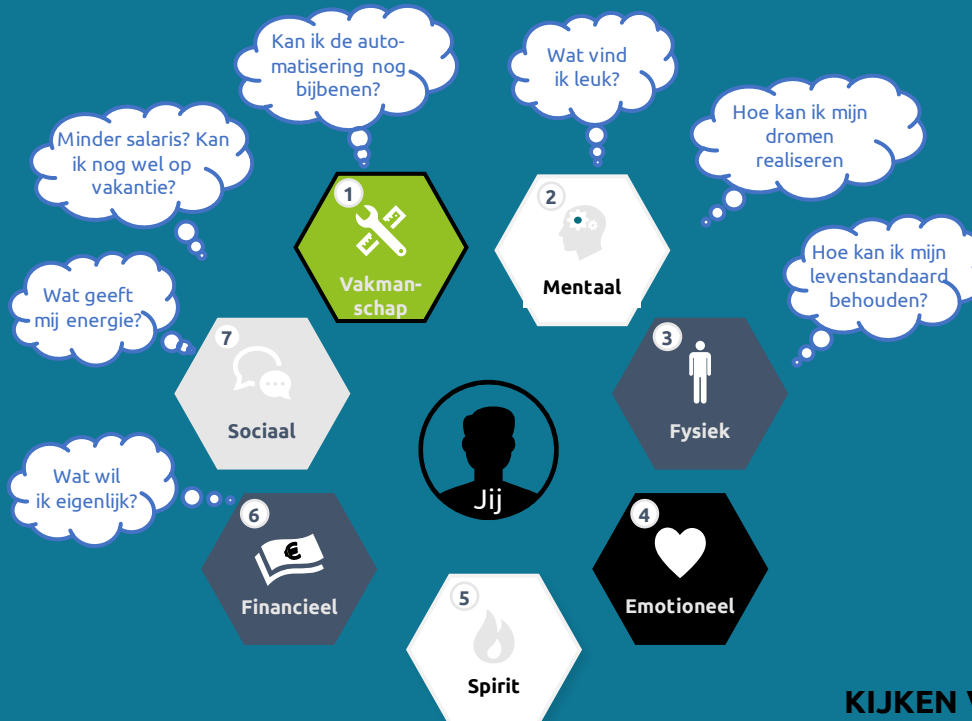 Kan ik de auto-
matisering nog
bijbenen?
Wat vind
ik leuk?
Hoe kan ik mijn
dromen
realiseren
Minder salaris? Kan
ik nog wel op
vakantie?
Hoe kan ik mijn
levenstandaard
behouden?
Wat geeft
mij energie?
Wat wil
ik eigenlijk?
1
Vakman-
schap
2
Mentaal
3
Fysiek
7
Sociaal
Jij
4
Emotioneel
6
€
Financieel
5
Spirit
KIJKEN